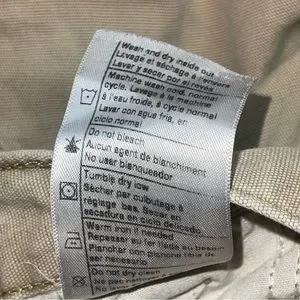 Wash and dry inside out
Lavage et séchage à l'envers
Lavar y secar por el revés
Machine wash cold, normal
cycle. Lavage à la machine
à l'eau froide, à cycle normal
Lavar con agua fría, en
ciclo normal
Do not bleach
Aucun agent de blanchiment
No usar blanqueador
Tumble dry low
Sécher par culbutage à
réglage bas. Secar en
secadora en ciclo delicado
Warm iron if needed
Repasser au fer tiède au besoin
Planchar con plancha tibia de
ser necesario
Do not dry clean